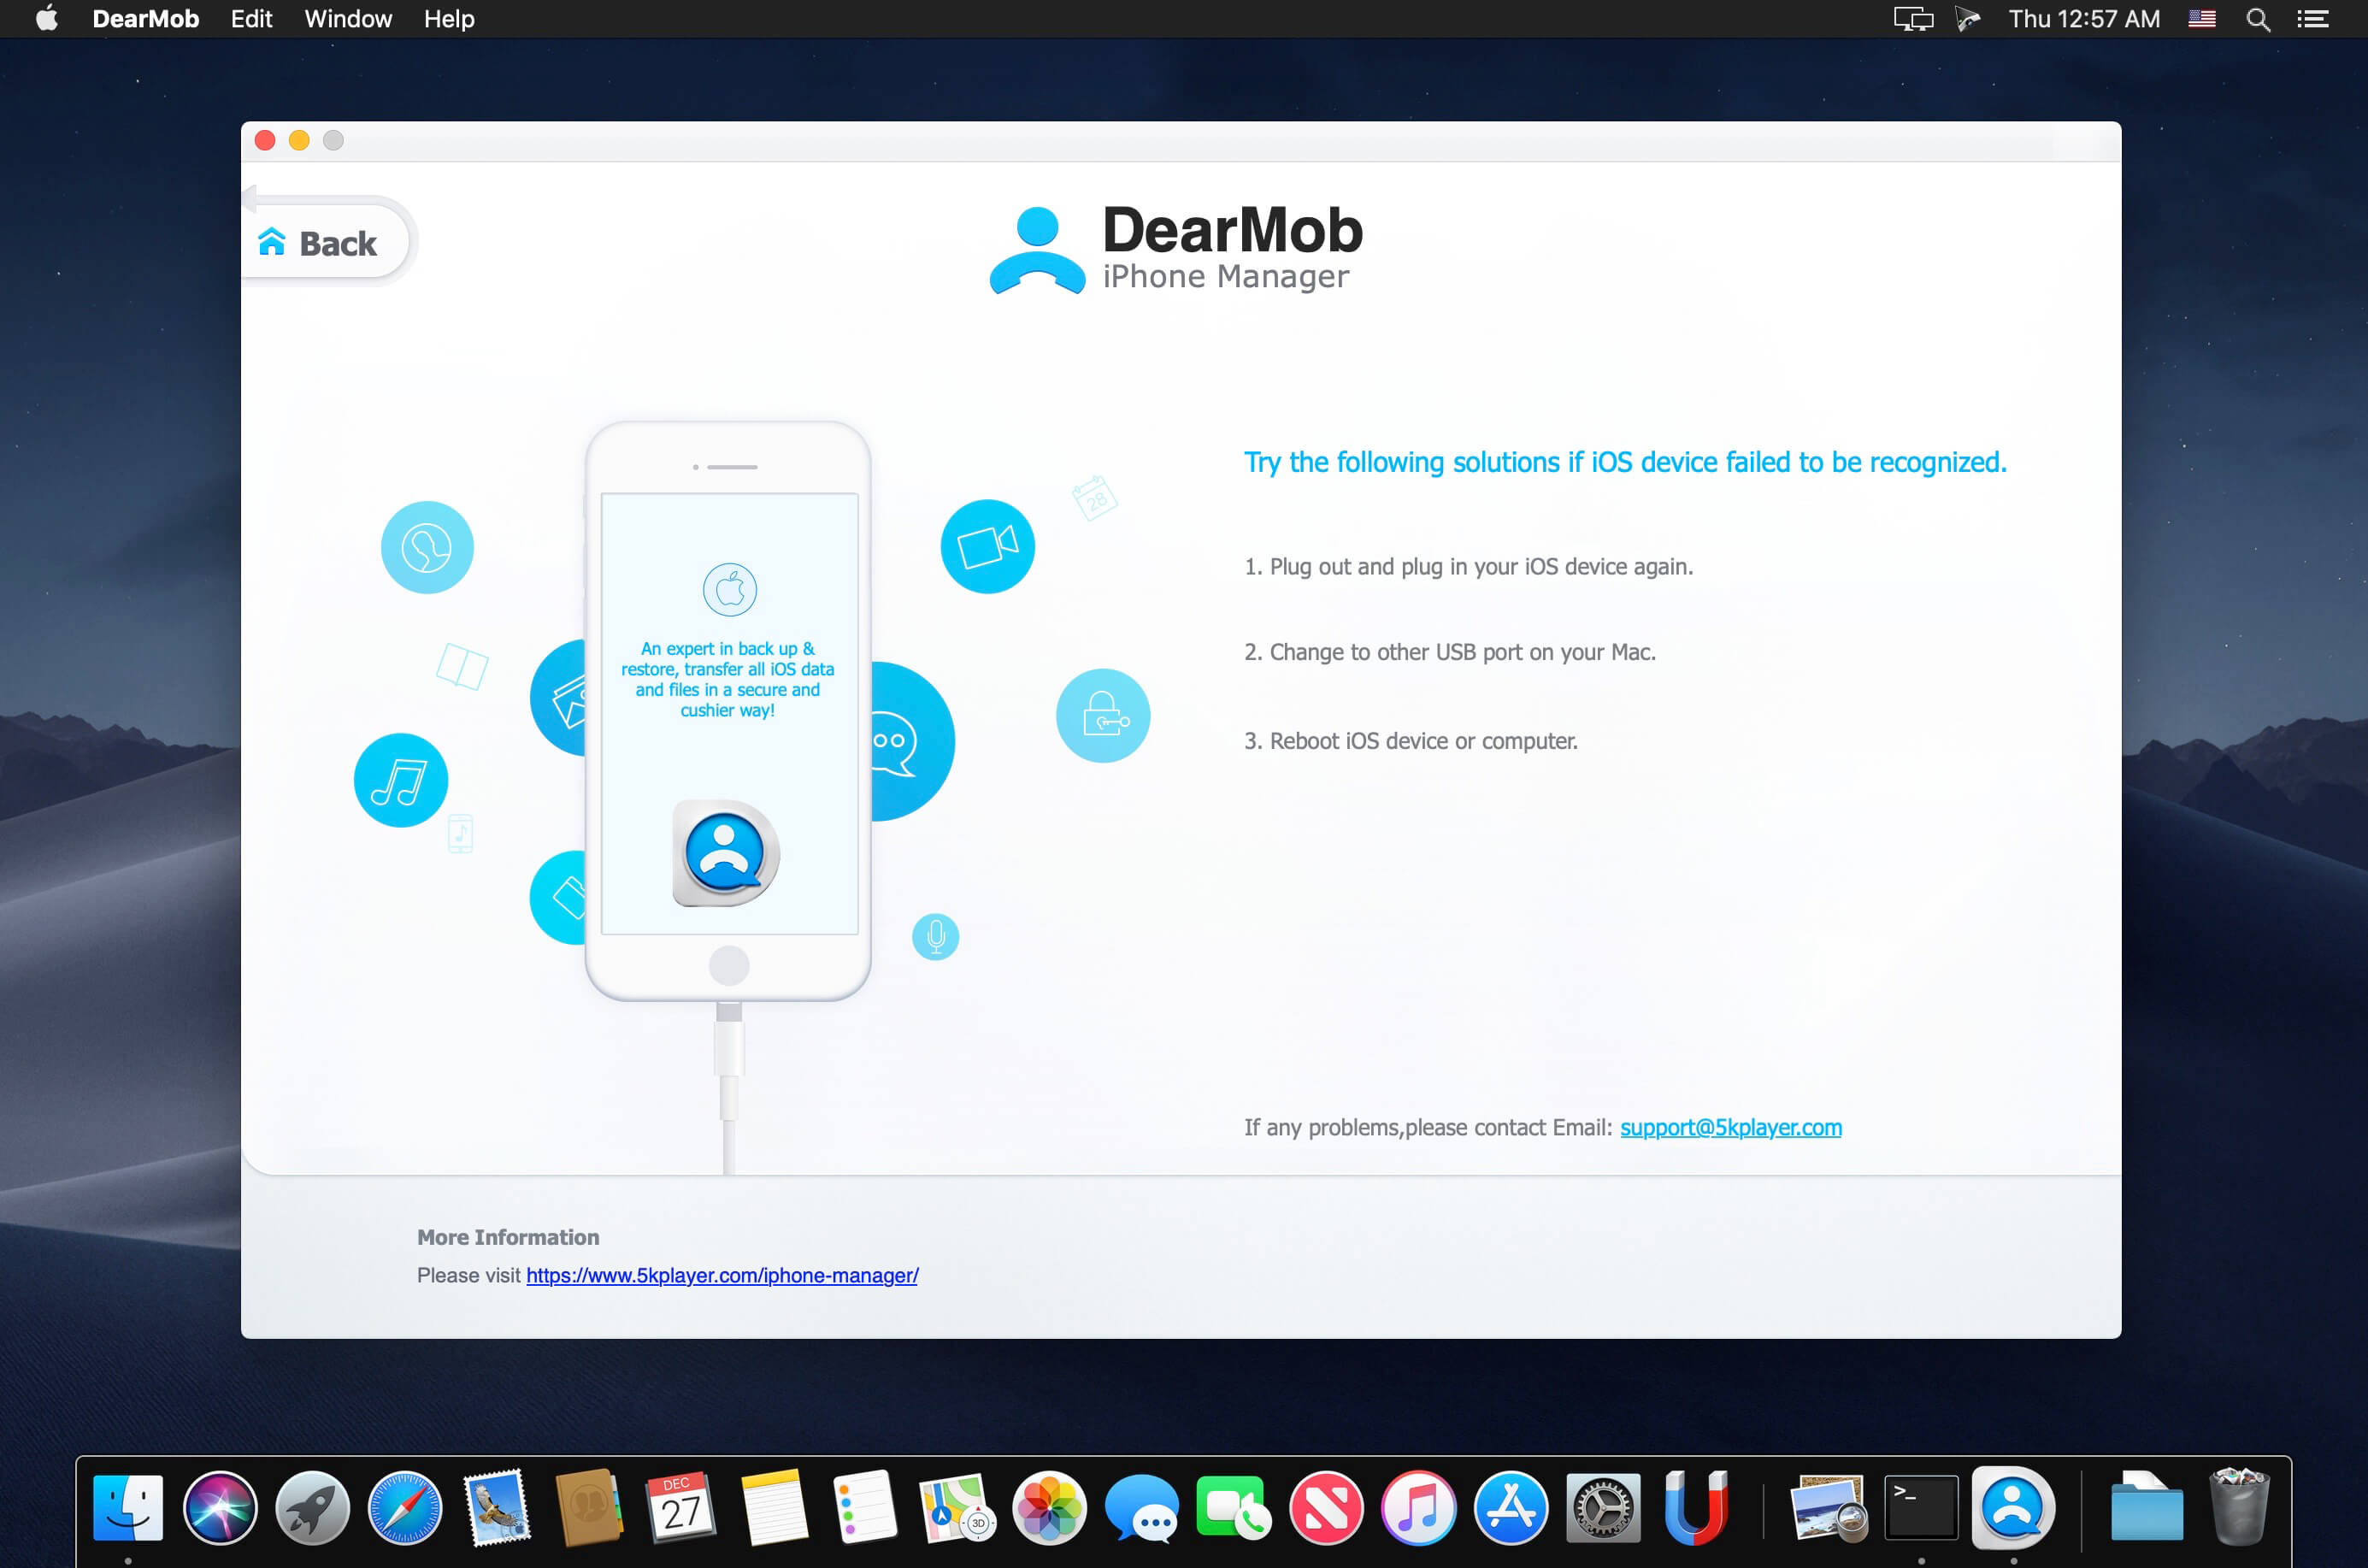 DearMob Edit Window Help
Thu 12:57 AM
Back
DearMob
iPhone Manager
28
An expert in back up &
restore, transfer all iOS data
and files in a secure and
cushier way!
Try the following solutions if iOS device failed to be recognized.
1. Plug out and plug in your iOS device again.
2. Change to other USB port on your Mac.
3. Reboot iOS device or computer.
If any problems,please contact Email: support@5kplayer.com
More Information
Please visit https://www.5kplayer.com/iphone-manager/
DEC
27
3D
>_